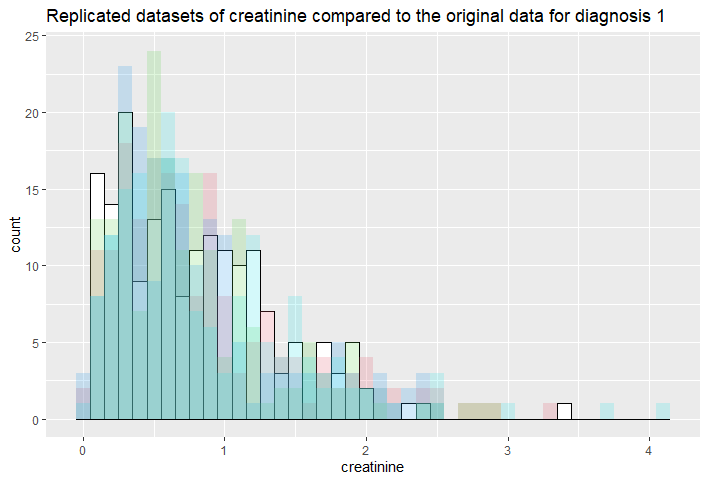 Replicated datasets of creatinine compared to the original data for diagnosis 1
25
20
15
10
5
0
count
0 1 2 3 4
creatinine